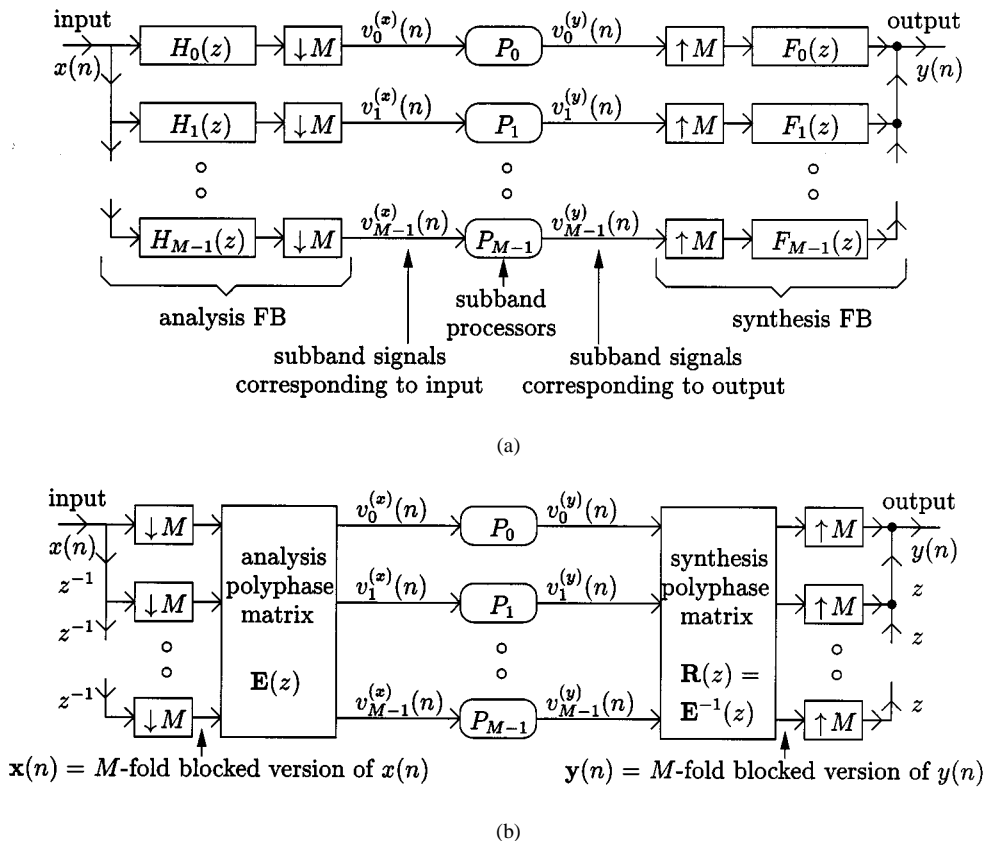 input output
H_0(z) ↓M v_0^{(x)}(n) P_0 v_0^{(y)}(n) ↑M F_0(z)
x(n) y(n)
H_1(z) ↓M v_1^{(x)}(n) P_1 v_1^{(y)}(n) ↑M F_1(z)
H_{M−1}(z) ↓M v_{M−1}^{(x)}(n) P_{M−1} v_{M−1}^{(y)}(n) ↑M F_{M−1}(z)
analysis FB subband processors synthesis FB
subband signals corresponding to input
subband signals corresponding to output
(a)
input output
↓M v_0^{(x)}(n) P_0 v_0^{(y)}(n) ↑M
x(n) y(n)
analysis polyphase matrix
synthesis polyphase matrix
z^{-1} z
↓M v_1^{(x)}(n) P_1 v_1^{(y)}(n) ↑M
z^{-1} z
E(z) R(z) =
E^{-1}(z)
z^{-1} z
↓M v_{M−1}^{(x)}(n) P_{M−1} v_{M−1}^{(y)}(n) ↑M
x(n) = M-fold blocked version of x(n)
y(n) = M-fold blocked version of y(n)
(b)